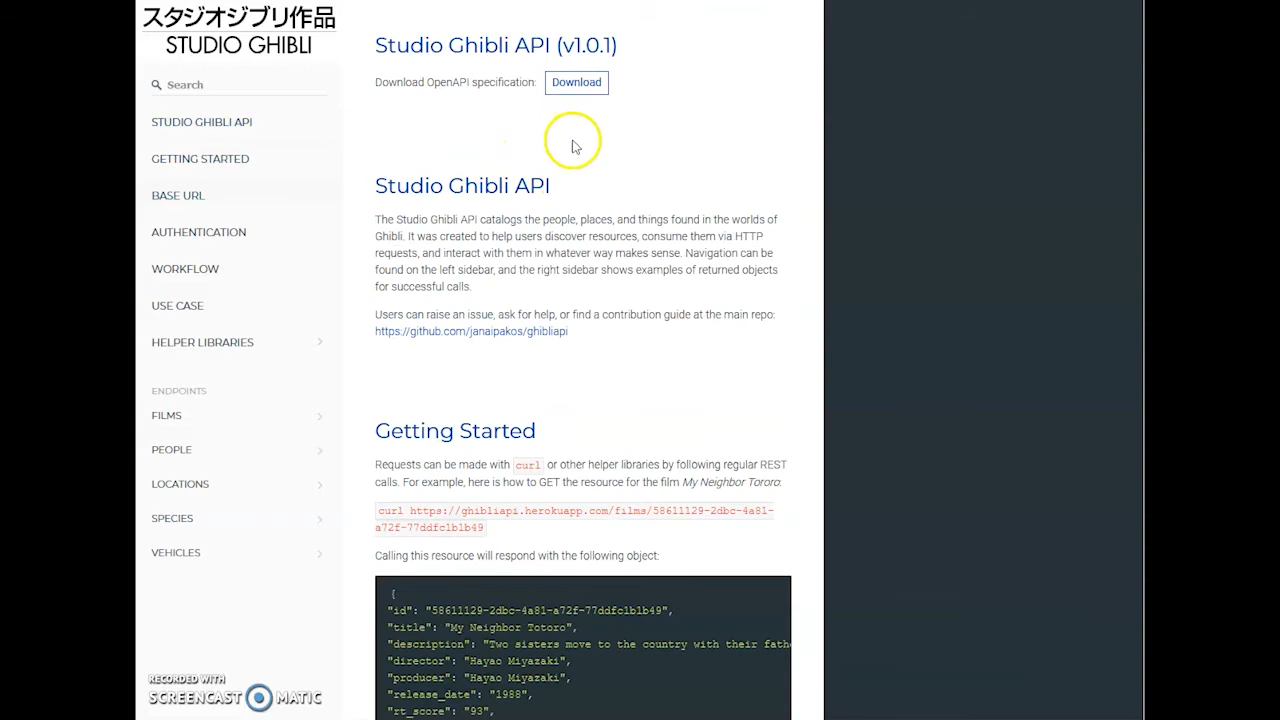 スタジオジブリ作品
STUDIO GHIBLI
Search
STUDIO GHIBLI API
GETTING STARTED
BASE URL
AUTHENTICATION
WORKFLOW
USE CASE
HELPER LIBRARIES
ENDPOINTS
FILMS
PEOPLE
LOCATIONS
SPECIES
VEHICLES
RECORDED WITH
SCREENCAST MATIC
Studio Ghibli API (v1.0.1)
Download OpenAPI specification: Download
Studio Ghibli API
The Studio Ghibli API catalogs the people, places, and things found in the worlds of
Ghibli. It was created to help users discover resources, consume them via HTTP
requests, and interact with them in whatever way makes sense. Navigation can be
found on the left sidebar, and the right sidebar shows examples of returned objects
for successful calls.
Users can raise an issue, ask for help, or find a contribution guide at the main repo:
https://github.com/janaipakos/ghibliapi
Getting Started
Requests can be made with curl or other helper libraries by following regular REST
calls. For example, here is how to GET the resource for the film My Neighbor Tororo:
curl https://ghibliapi.herokuapp.com/films/58611129-2dbc-4a81-
a72f-77ddfc1b1b49
Calling this resource will respond with the following object:
{
"id": "58611129-2dbc-4a81-a72f-77ddfc1b1b49",
"title": "My Neighbor Totoro",
"description": "Two sisters move to the country with their fath
"director": "Hayao Miyazaki",
"producer": "Hayao Miyazaki",
"release_date": "1988",
"rt_score": "93",